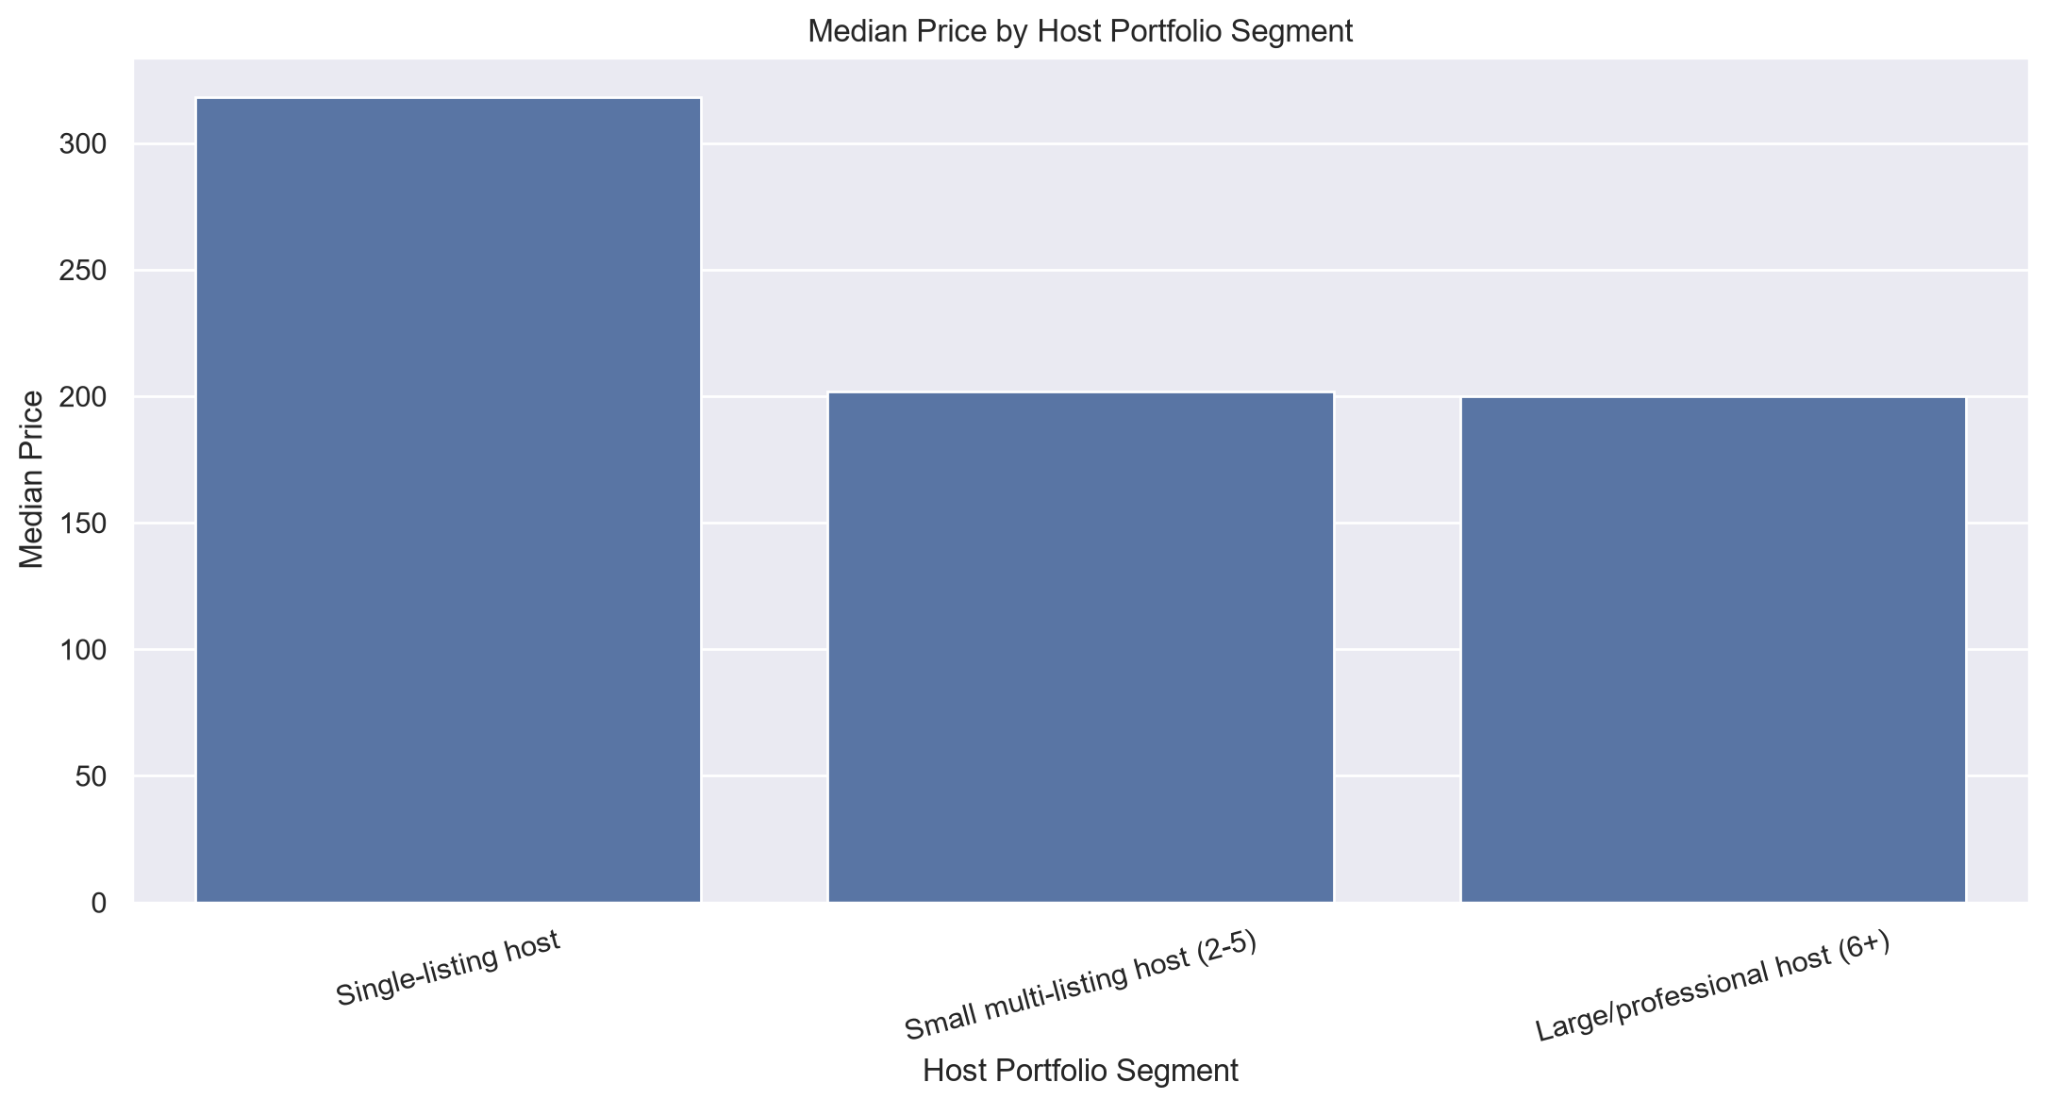 Median Price by Host Portfolio Segment
Median Price
300
250
200
150
100
50
0
Single-listing host
Small multi-listing host (2-5)
Large/professional host (6+)
Host Portfolio Segment